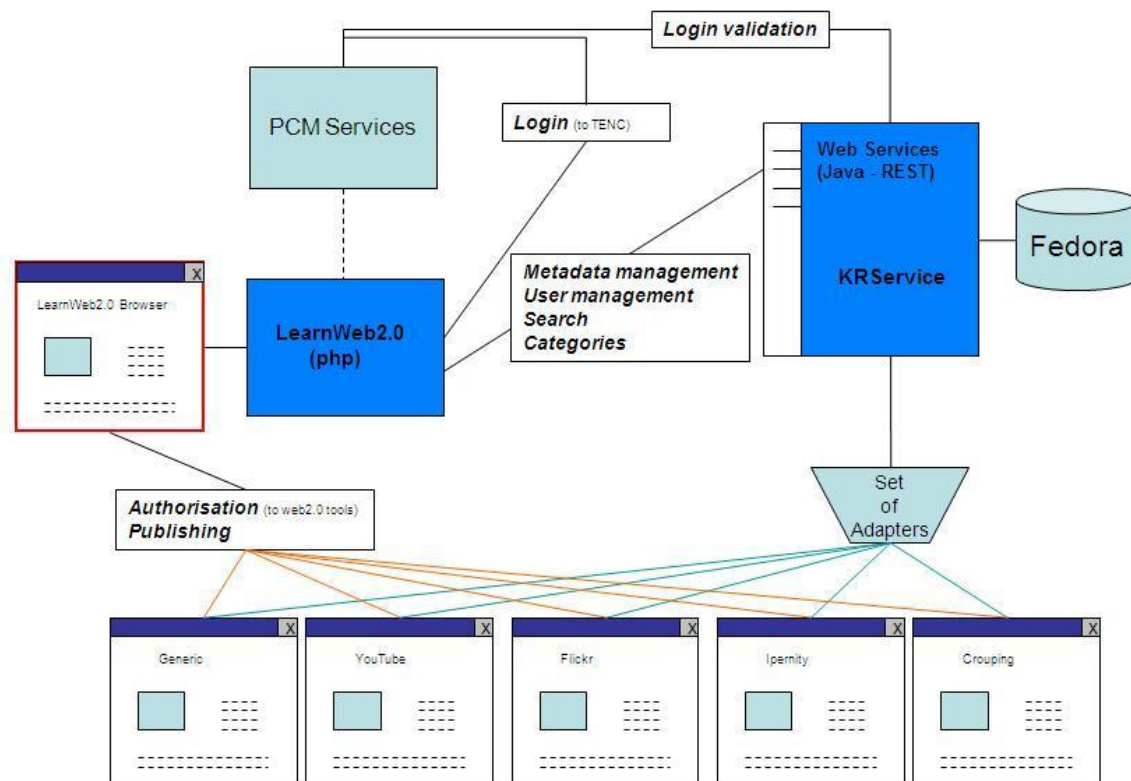 Login validation
PCM Services
Login (to TENC)
Web Services
(Java - REST)
Fedora
KRService
Metadata management
User management
Search
Categories
X
LearnWeb2.0 Browser
LearnWeb2.0
(php)
Set
of
Adapters
Authorisation (to web2.0 tools)
Publishing
X
X
X
X
X
Generic
YouTube
Flickr
Ipernity
Crouping